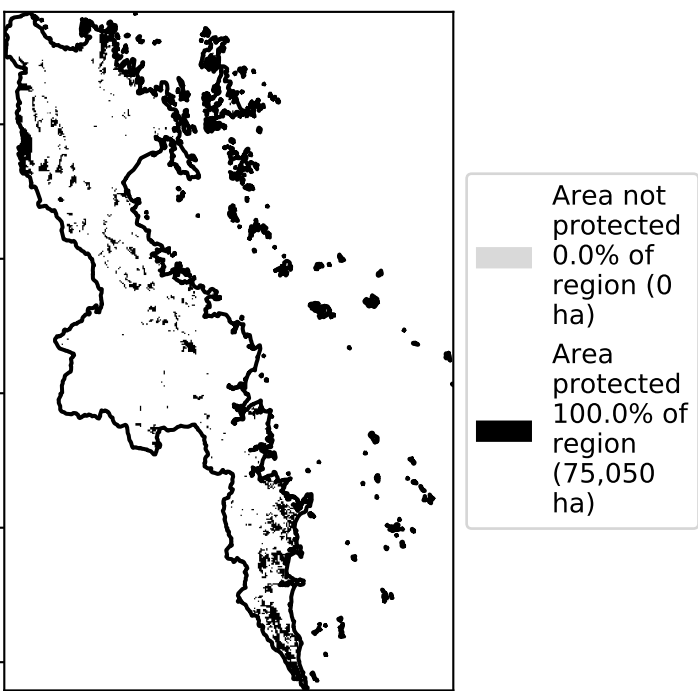 Area not
protected
0.0% of
region (0
ha)
Area
protected
100.0% of
region
(75,050
ha)